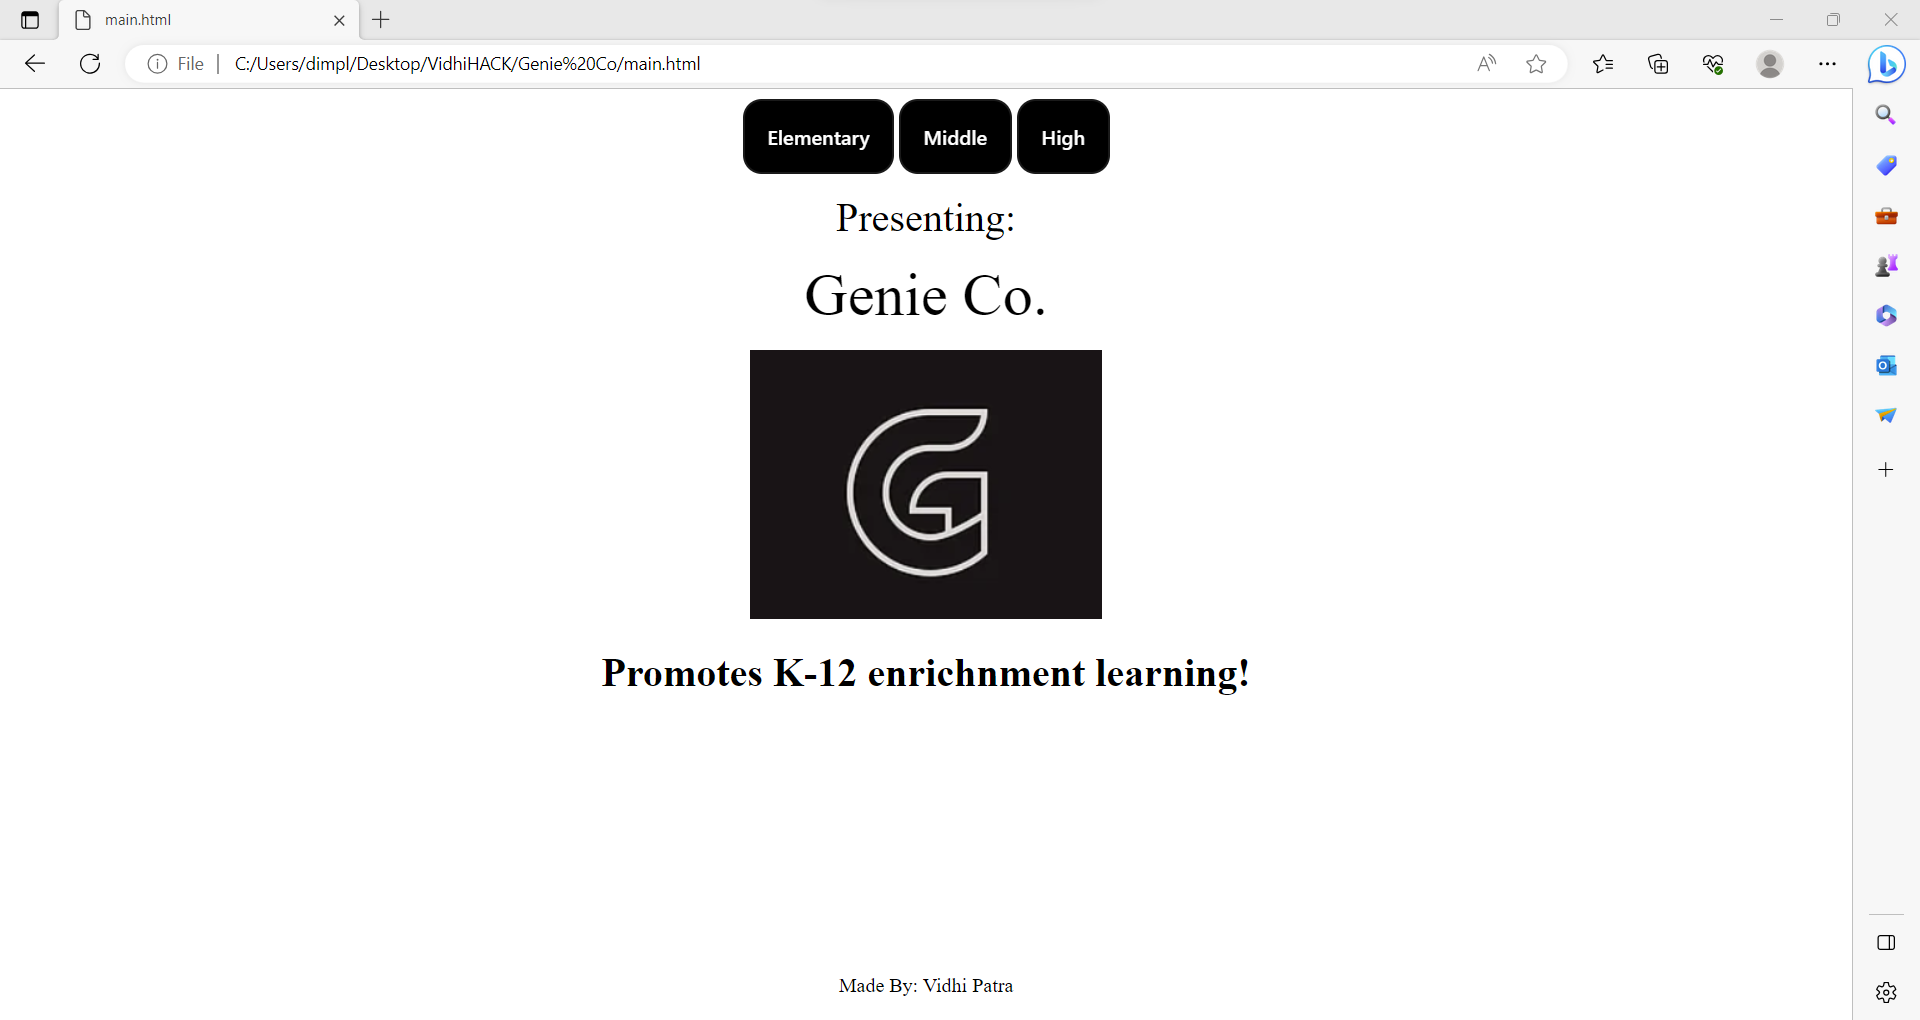 main.html
File C:/Users/dimpl/Desktop/VidhiHACK/Genie%20Co/main.html
Elementary Middle High
Presenting:
Genie Co.
G
Promotes K-12 enrichnment learning!
Made By: Vidhi Patra